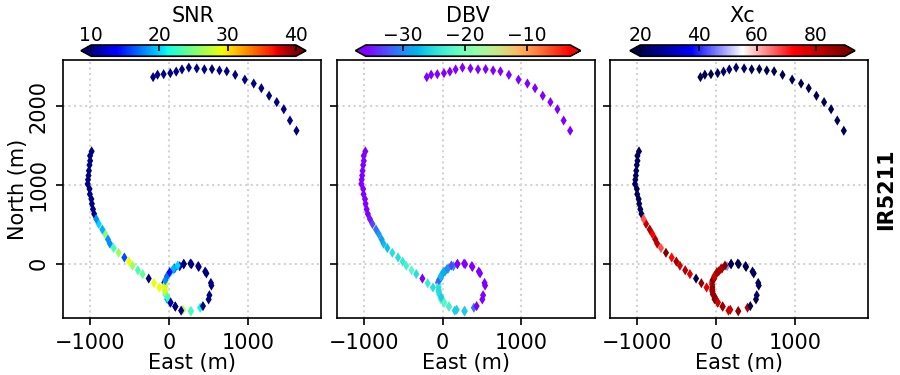 SNR DBV Xc
10 20 30 40 −30 −20 −10 20 40 60 80
2000
1000
0
North (m)
IR5211
−1000 0 1000 −1000 0 1000 −1000 0 1000
East (m) East (m) East (m)